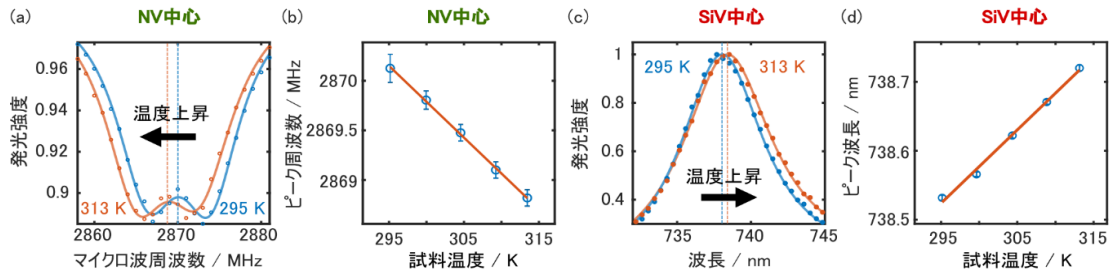 (a)
NV中心
0.96
0.94
0.92
0.9
発光強度
温度上昇
313 K
295 K
2860
2870
2880
マイクロ波周波数 / MHz
(b)
NV中心
2870
2869.5
2869
ピーク周波数 / MHz
295
305
315
試料温度 / K
(c)
SiV中心
1
0.8
0.6
0.4
発光強度
295 K
313 K
温度上昇
735
740
745
波長 / nm
(d)
SiV中心
738.7
738.6
738.5
ピーク波長 / nm
295
305
315
試料温度 / K